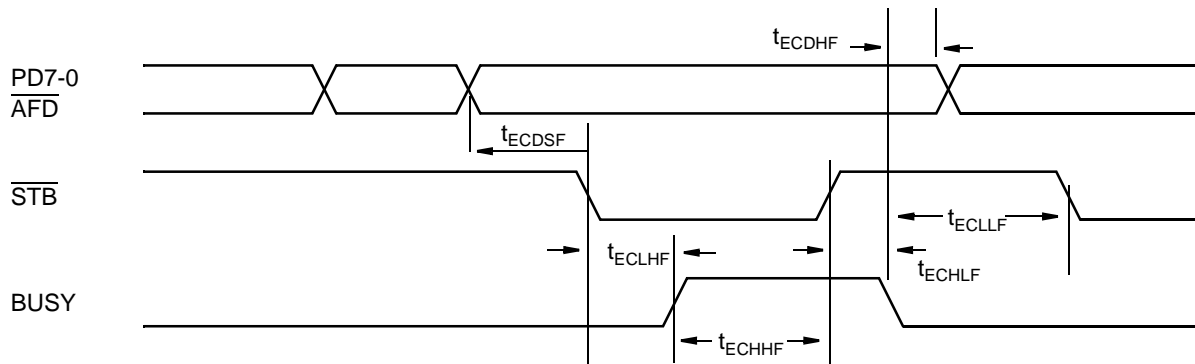 tECDHF
PD7-0
AFD
tECDSF
STB
tECLLF
tECLHF
tECHLF
BUSY
tECHHF